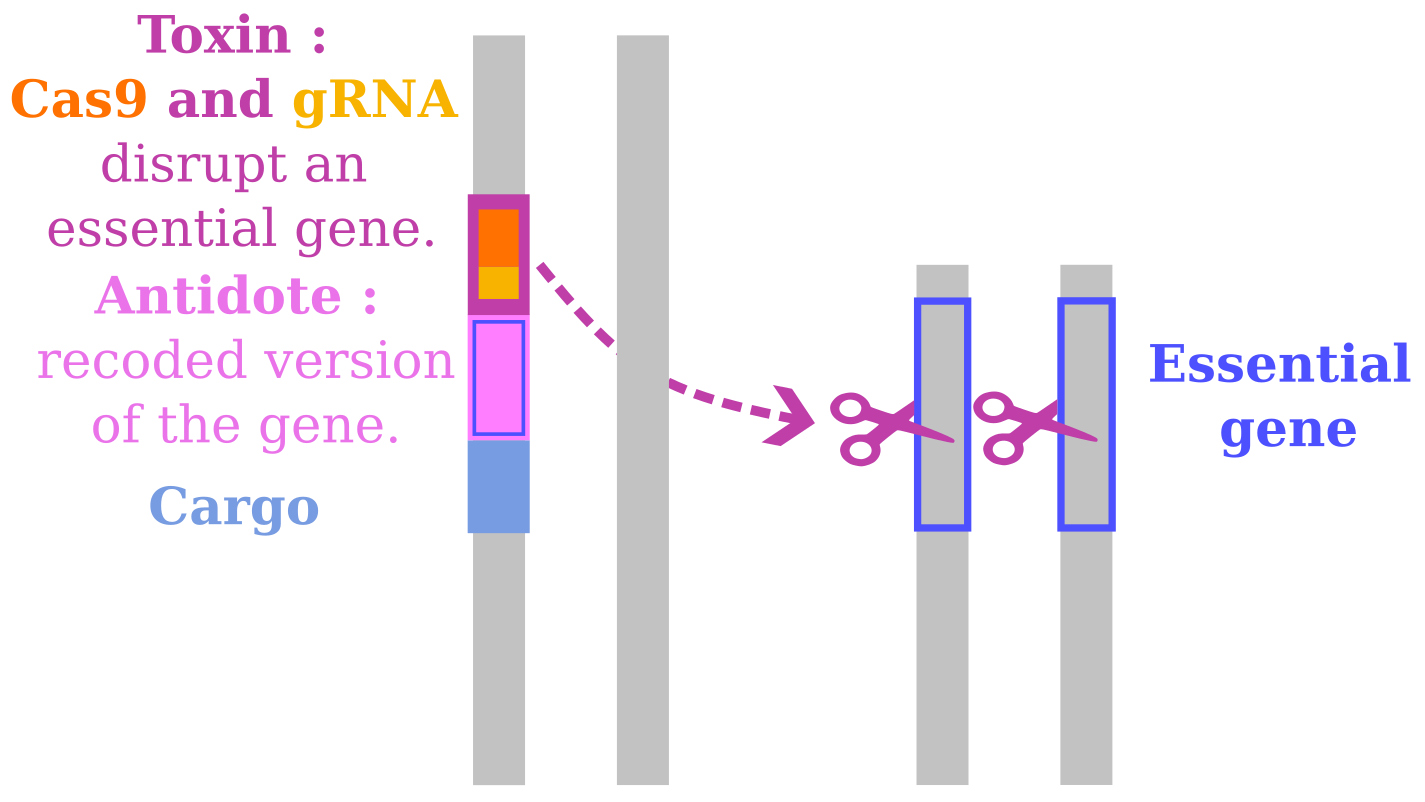 Toxin :
Cas9 and gRNA
disrupt an
essential gene.
Antidote :
recoded version
of the gene.
Cargo
Essential
gene